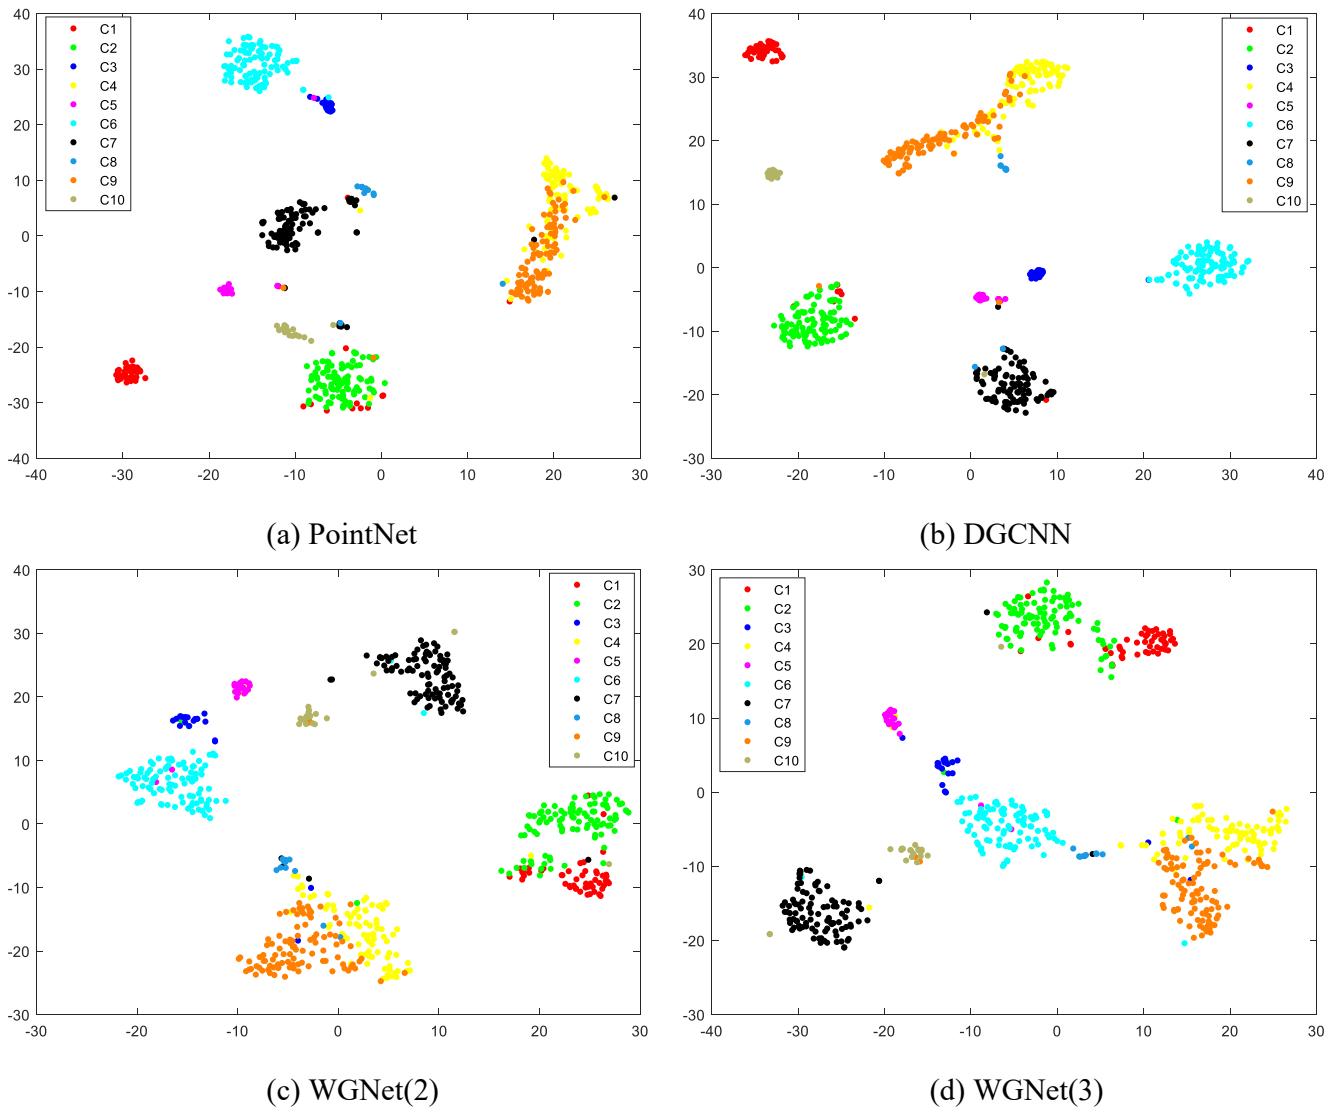 40
30
20
10
0
-10
-20
-30
-40
-40 -30 -20 -10 0 10 20 30
C1
C2
C3
C4
C5
C6
C7
C8
C9
C10
(a) PointNet
40
30
20
10
0
-10
-20
-30
-30 -20 -10 0 10 20 30 40
C1
C2
C3
C4
C5
C6
C7
C8
C9
C10
(b) DGCNN
40
30
20
10
0
-10
-20
-30
-30 -20 -10 0 10 20 30
C1
C2
C3
C4
C5
C6
C7
C8
C9
C10
(c) WGNet(2)
30
20
10
0
-10
-20
-30
-40 -30 -20 -10 0 10 20 30
C1
C2
C3
C4
C5
C6
C7
C8
C9
C10
(d) WGNet(3)